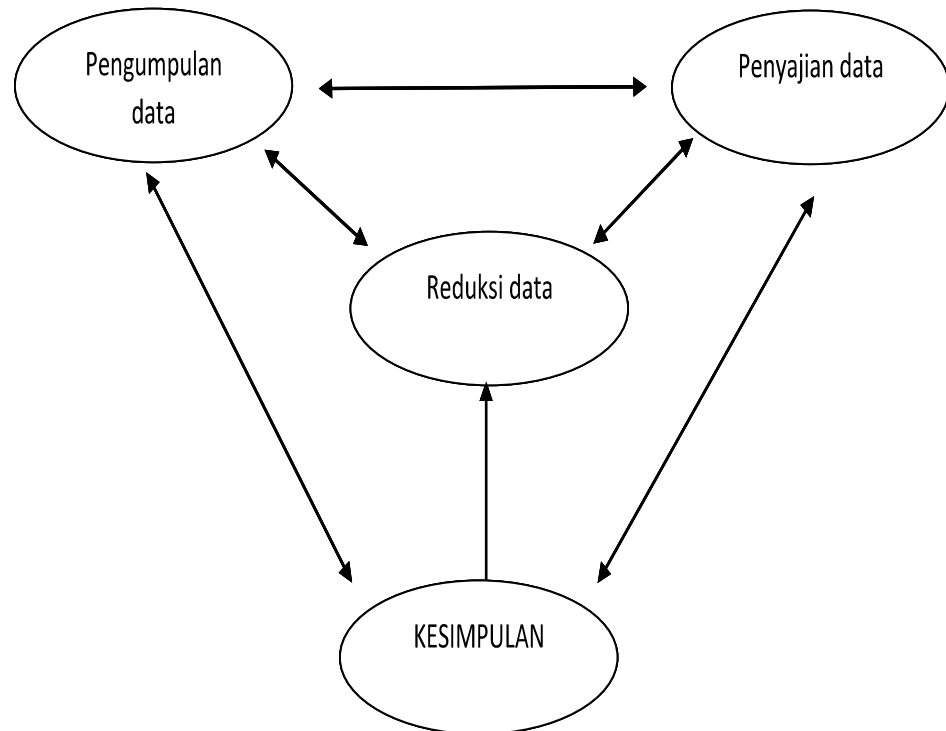 Pengumpulan
data
Penyajian data
Reduksi data
KESIMPULAN